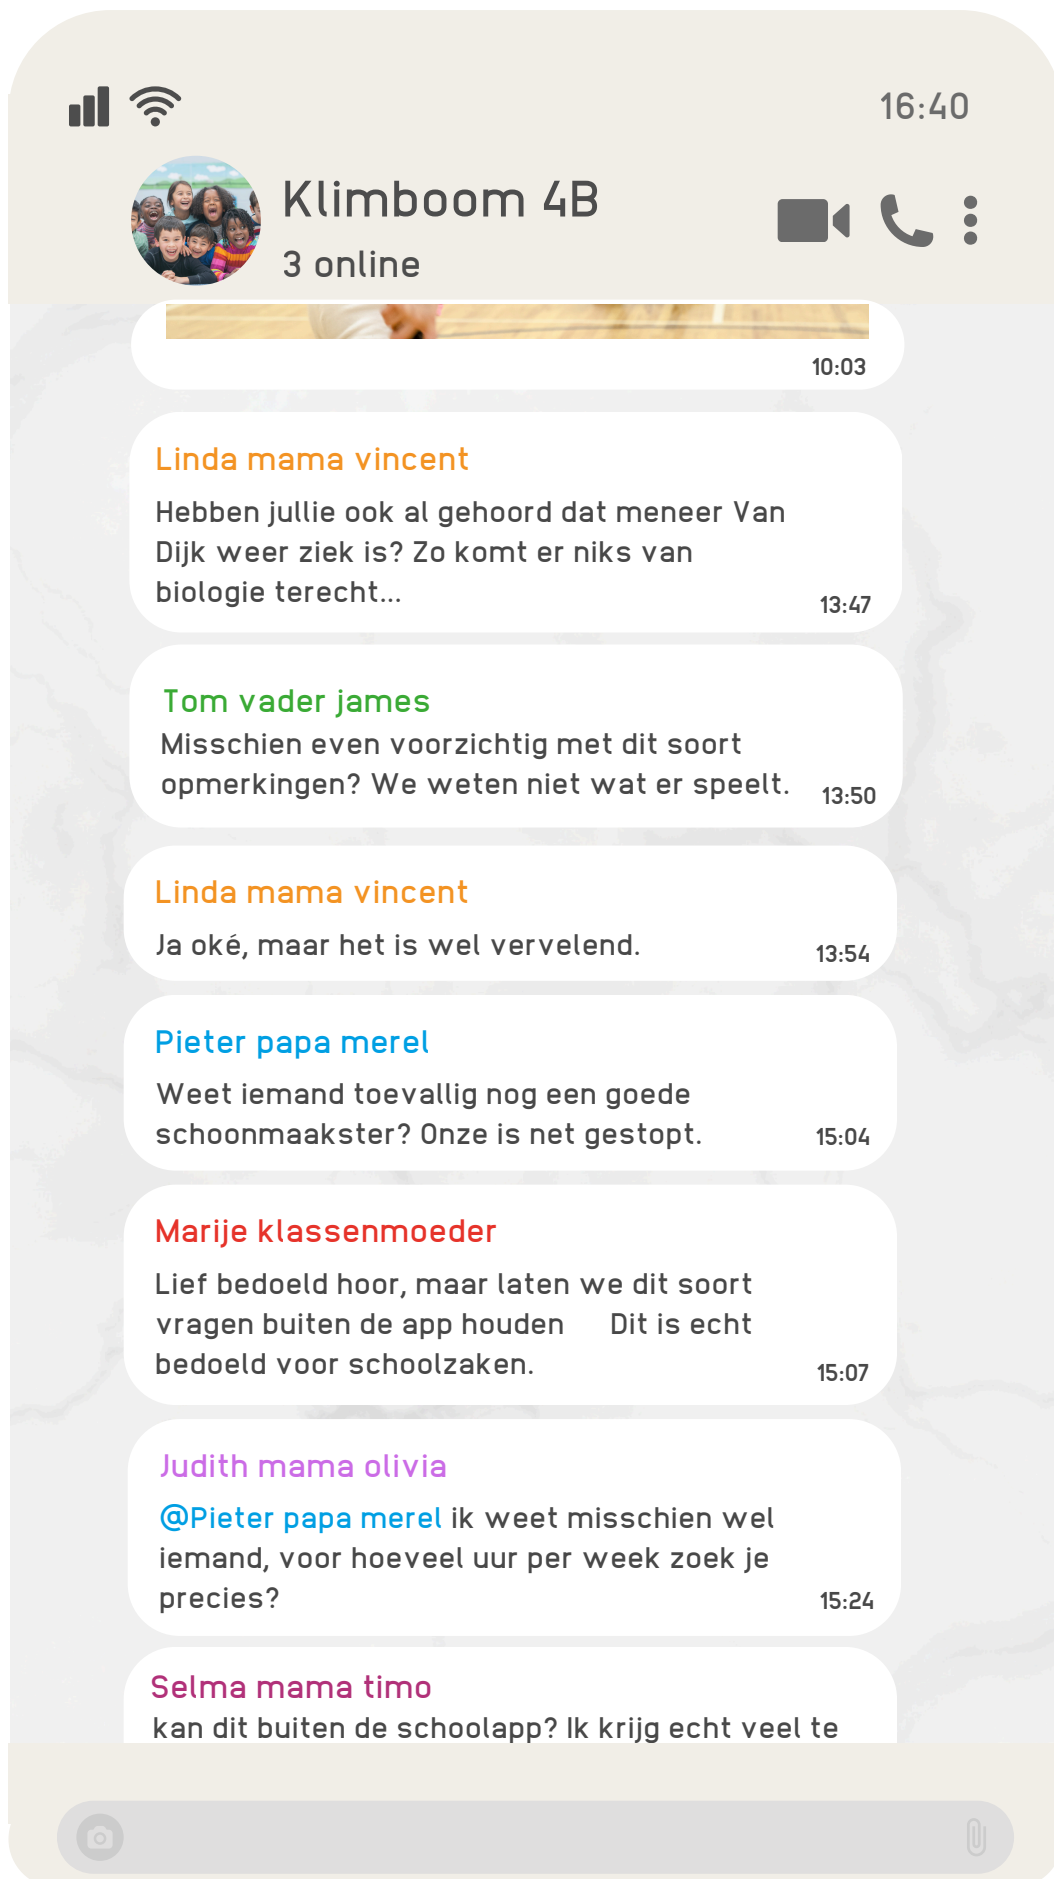 16:40
Klimboom 4B
3 online
10:03
Linda mama vincent
Hebben jullie ook al gehoord dat meneer Van
Dijk weer ziek is? Zo komt er niks van
biologie terecht...
13:47
Tom vader james
Misschien even voorzichtig met dit soort
opmerkingen? We weten niet wat er speelt.
13:50
Linda mama vincent
Ja oké, maar het is wel vervelend.
13:54
Pieter papa merel
Weet iemand toevallig nog een goede
schoonmaakster? Onze is net gestopt.
15:04
Marije klassenmoeder
Lief bedoeld hoor, maar laten we dit soort
vragen buiten de app houden Dit is echt
bedoeld voor schoolzaken.
15:07
Judith mama olivia
@Pieter papa merel ik weet misschien wel
iemand, voor hoeveel uur per week zoek je
precies?
15:24
Selma mama timo
kan dit buiten de schoolapp? Ik krijg echt veel te